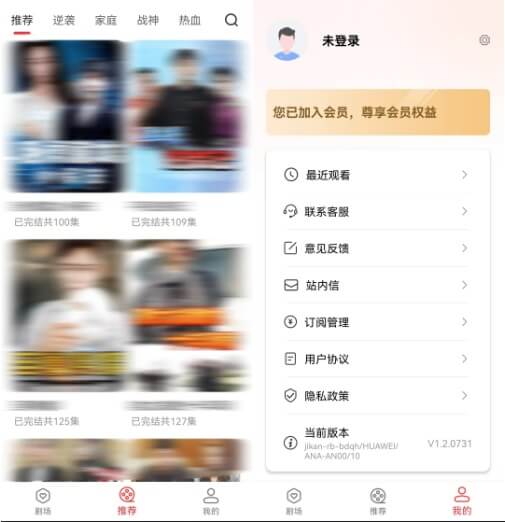 推荐 逆袭 家庭 战神 热血
已完结共100集
已完结共109集
已完结共125集
已完结共127集
剧场 推荐 我的
未登录
您已加入会员，尊享会员权益
最近观看
联系客服
意见反馈
站内信
订阅管理
用户协议
隐私政策
当前版本
jikan-rb-bdqh/HUAWEI/
ANA-AN00/10
V1.2.0731
剧场 推荐 我的